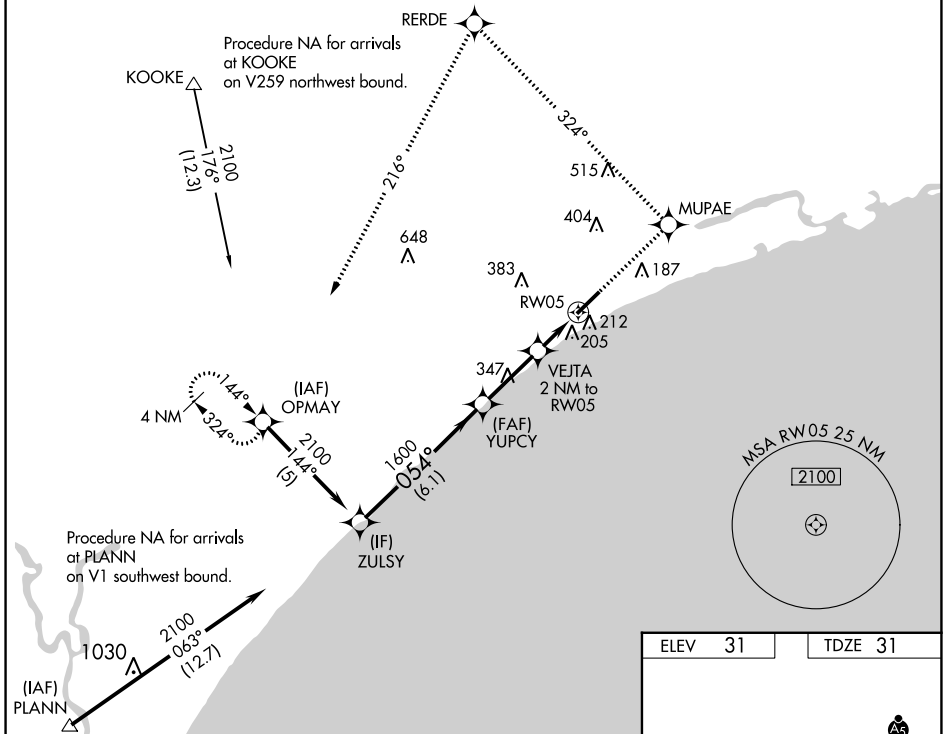 RERDE
Procedure NA for arrivals
at KOOKE
on V259 northwest bound.
KOOKE
2100
176°
(12.3)
216°
324°
515
MUPAE
404
648
383
187
RW05
212
205
347
VEJTA
2 NM to
RW05
(IAF)
OPMAY
144°
324°
4 NM
2100
144°
(5)
(FAF)
YUPCY
1600
054°
(6.1)
(IF)
ZULSY
MSA RW05 25 NM
2100
Procedure NA for arrivals
at PLANN
on V1 southwest bound.
2100
063°
(12.7)
1030
(IAF)
PLANN
ELEV 31
TDZE 31
A5